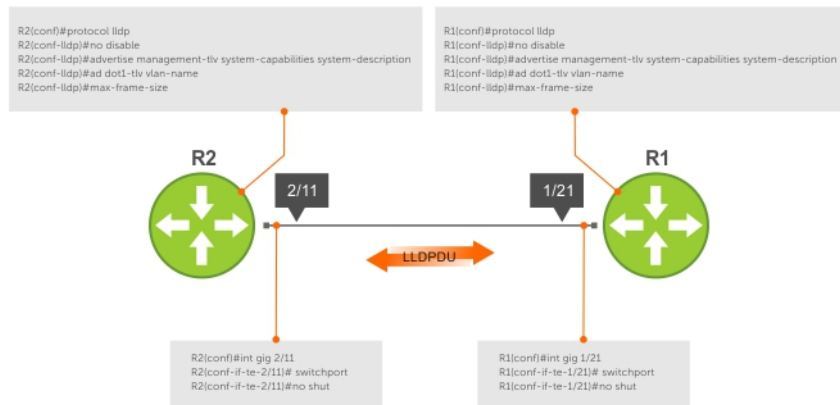 R2(conf)#protocol lldp
R2(conf-lldp)#no disable
R2(conf-lldp)#advertise management-tlv system-capabilities system-description
R2(conf-lldp)#ad dot1-tlv vlan-name
R2(conf-lldp)#max-frame-size
R1(conf)#protocol lldp
R1(conf-lldp)#no disable
R1(conf-lldp)#advertise management-tlv system-capabilities system-description
R1(conf-lldp)#ad dot1-tlv vlan-name
R1(conf-lldp)#max-frame-size
R2
R1
2/11
1/21
LLDPDU
R2(conf)#int gig 2/11
R2(conf-if-te-2/11)# switchport
R2(conf-if-te-2/11)#no shut
R1(conf)#int gig 1/21
R1(conf-if-te-1/21)# switchport
R1(conf-if-te-1/21)#no shut